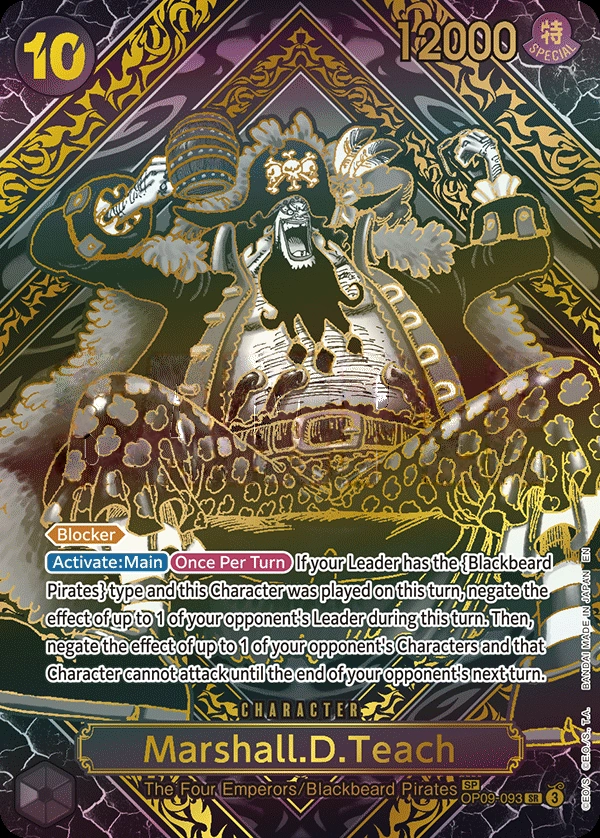 10
12000
特
SPECIAL
Blocker
Activate:Main Once Per Turn If your Leader has the {Blackbeard
Pirates} type and this Character was played on this turn, negate the
effect of up to 1 of your opponent's Leader during this turn. Then,
negate the effect of up to 1 of your opponent's Characters and that
Character cannot attack until the end of your opponent's next turn.
CHARACTER
Marshall.D.Teach
The Four Emperors/Blackbeard Pirates
SP
OP09-093 SR 3
©EO/S. ©EO./S., T.A. BANDAI MADE IN JAPAN EN